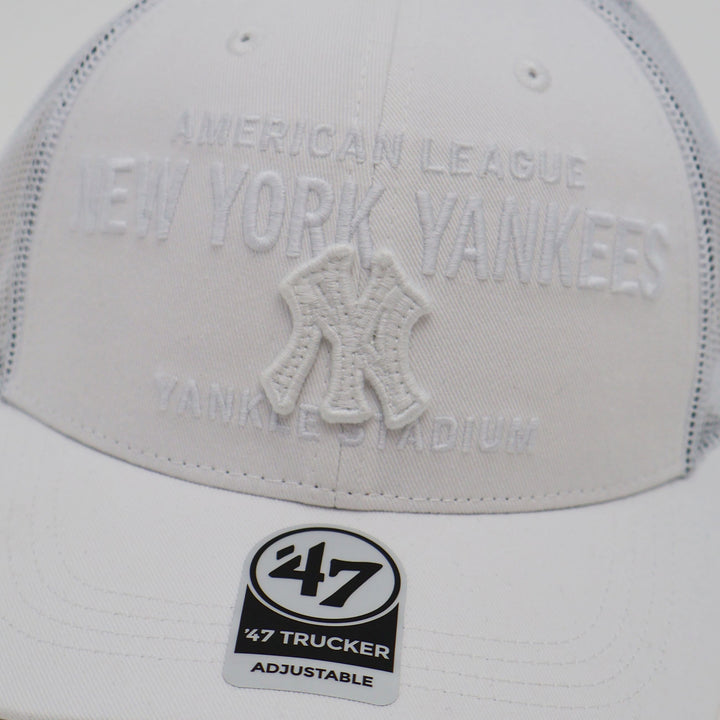 AMERICAN LEAGUE
NEW YORK YANKEES
NY
YANKEE STADIUM
'47
'47 TRUCKER
ADJUSTABLE